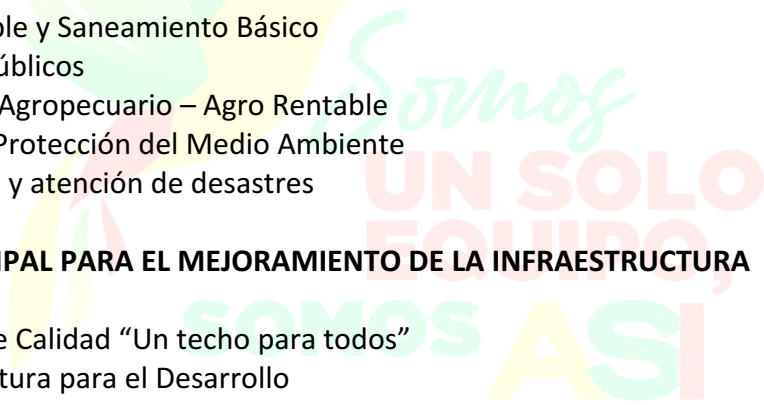 ble y Saneamiento Básico
úblicos
Agropecuario – Agro Rentable
Protección del Medio Ambiente
y atención de desastres
IPAL PARA EL MEJORAMIENTO DE LA INFRAESTRUCTURA
e Calidad “Un techo para todos”
tura para el Desarrollo
Somos
UN SOLO
EQUIPO,
SOMOS ASI